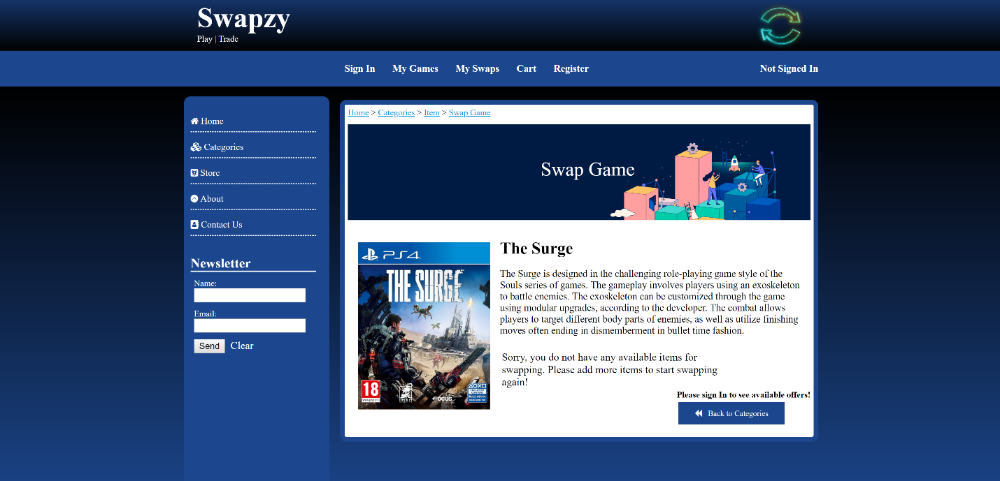 Swapzy
Play | Trade
Sign In My Games My Swaps Cart Register Not Signed In
Home
Categories
Store
About
Contact Us
Newsletter
Name:
Email:
Send Clear
Home > Categories > Item > Swap Game
Swap Game
PS4
THE SURGE
18
FOCUS
The Surge
The Surge is designed in the challenging role-playing game style of the
Souls series of games. The gameplay involves players using an exoskeleton
to battle enemies. The exoskeleton can be customized through the game
using modular upgrades, according to the developer. The combat allows
players to target different body parts of enemies, as well as utilize finishing
moves often ending in dismemberment in bullet time fashion.
Sorry, you do not have any available items for
swapping. Please add more items to start swapping
again!
Please sign In to see available offers!
Back to Categories